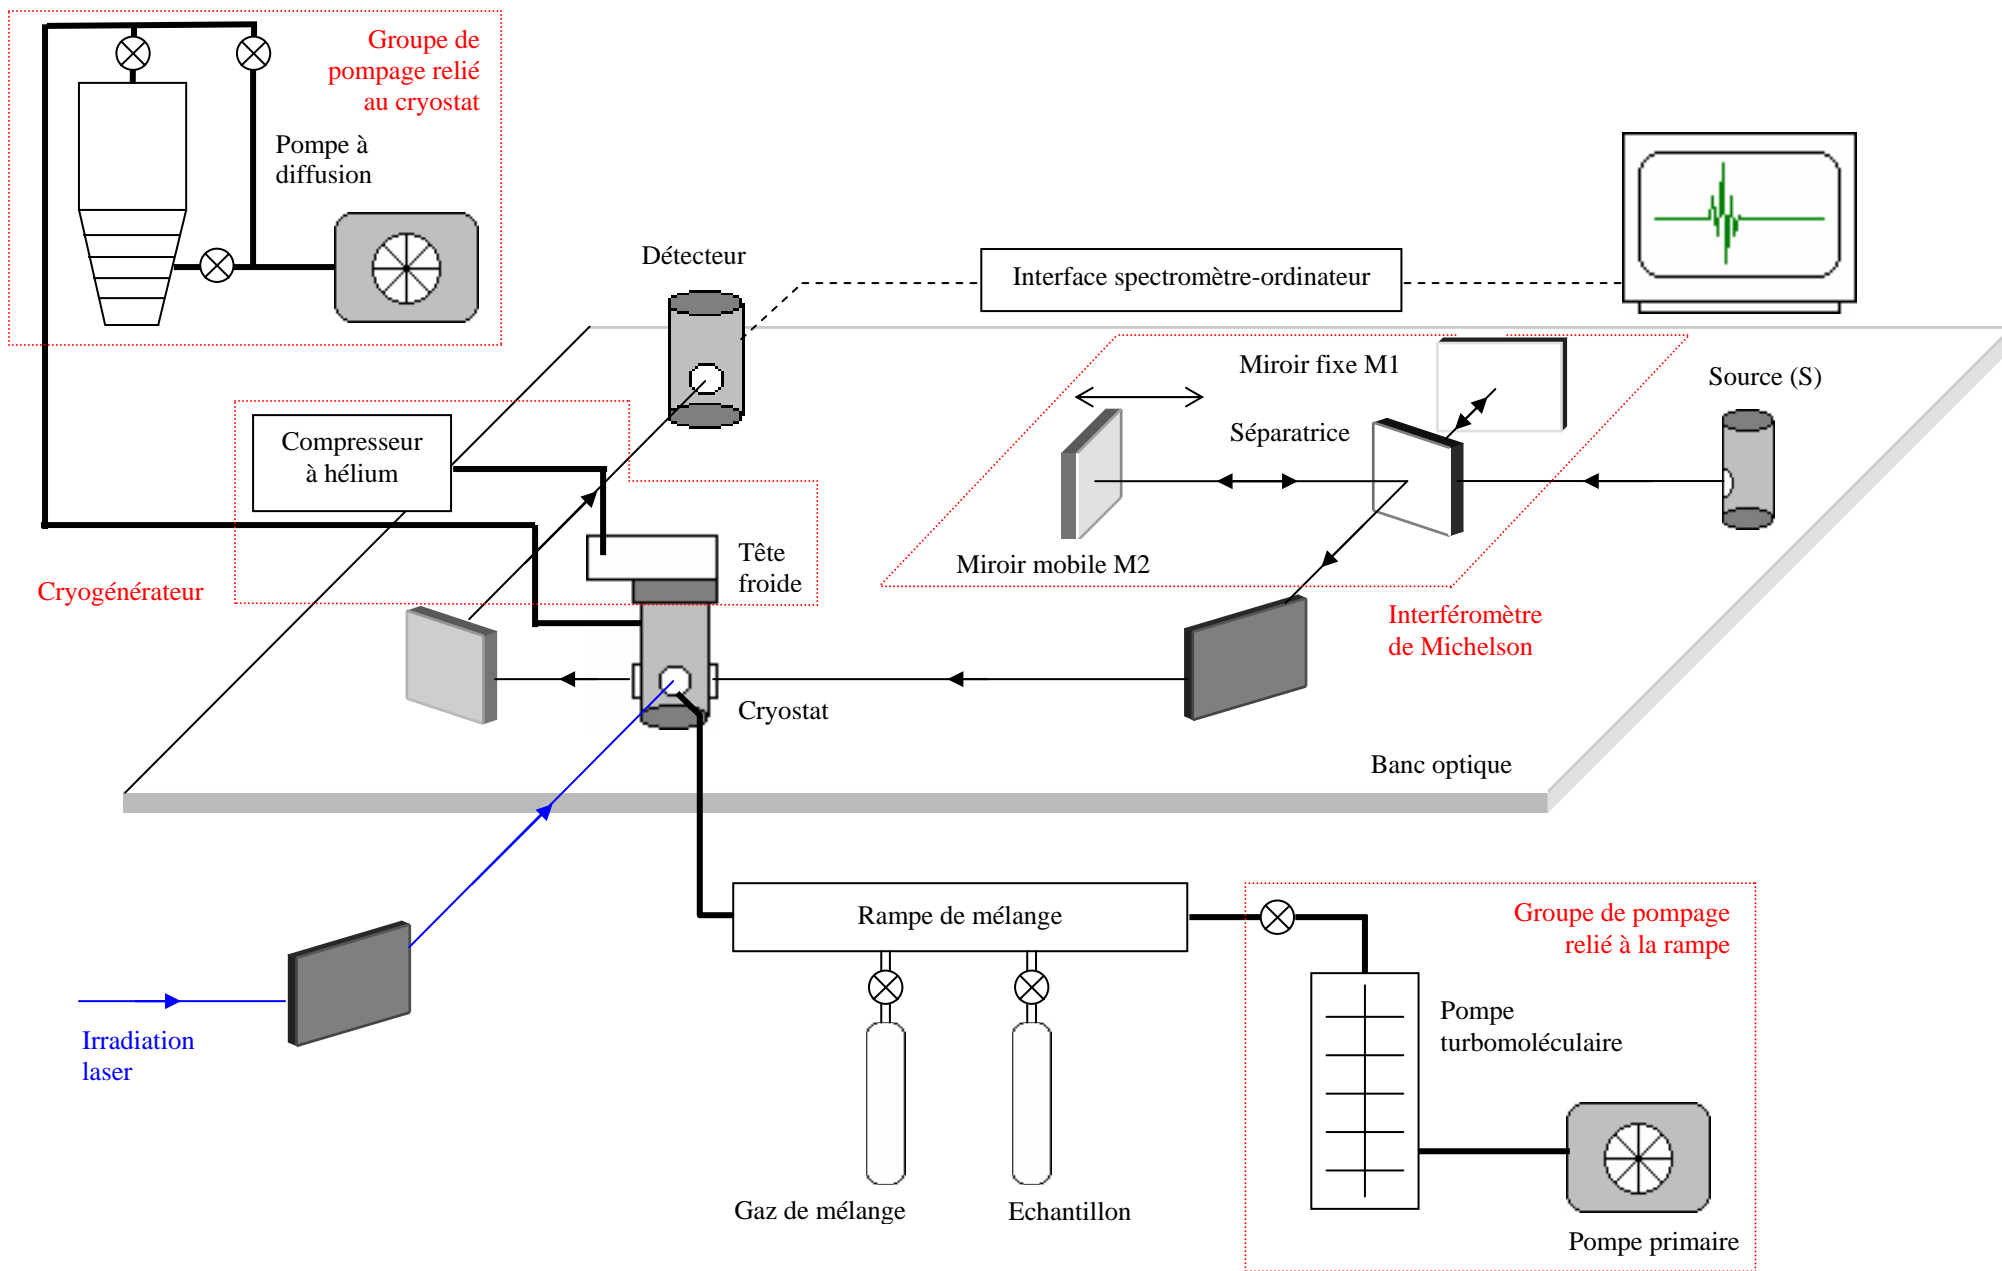 Groupe de
pompage relié
au cryostat
Pompe à
diffusion
Détecteur
Interface spectromètre-ordinateur
Miroir fixe M1
Source (S)
Compresseur
à hélium
Séparatrice
Tête
froide
Miroir mobile M2
Cryogénérateur
Interféromètre
de Michelson
Cryostat
Banc optique
Rampe de mélange
Groupe de pompage
relié à la rampe
Pompe
turbomoléculaire
Irradiation
laser
Gaz de mélange
Echantillon
Pompe primaire